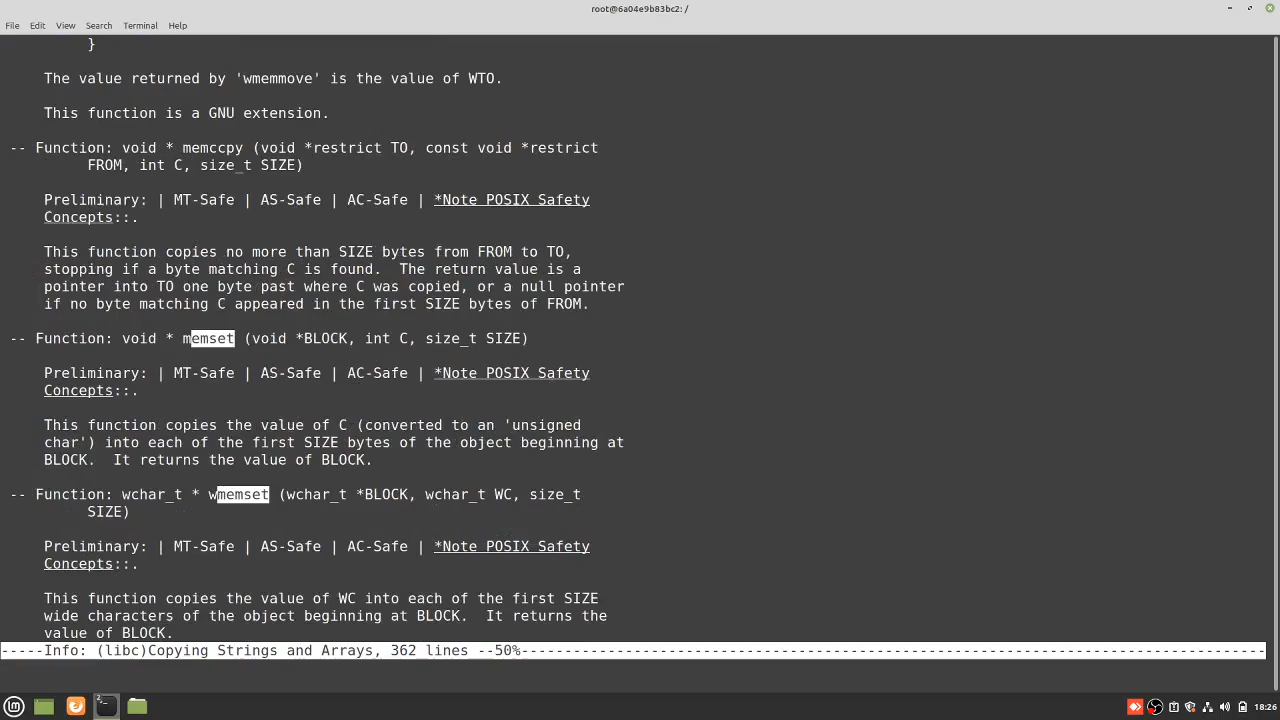 root@6a04e9b83bc2: /
File Edit View Search Terminal Help
}
The value returned by 'wmemmove' is the value of WTO.
This function is a GNU extension.
-- Function: void * memccpy (void *restrict TO, const void *restrict
FROM, int C, size_t SIZE)
Preliminary: | MT-Safe | AS-Safe | AC-Safe | *Note POSIX Safety
Concepts::.
This function copies no more than SIZE bytes from FROM to TO,
stopping if a byte matching C is found.  The return value is a
pointer into TO one byte past where C was copied, or a null pointer
if no byte matching C appeared in the first SIZE bytes of FROM.
-- Function: void * memset (void *BLOCK, int C, size_t SIZE)
Preliminary: | MT-Safe | AS-Safe | AC-Safe | *Note POSIX Safety
Concepts::.
This function copies the value of C (converted to an 'unsigned
char') into each of the first SIZE bytes of the object beginning at
BLOCK.  It returns the value of BLOCK.
-- Function: wchar_t * wmemset (wchar_t *BLOCK, wchar_t WC, size_t
SIZE)
Preliminary: | MT-Safe | AS-Safe | AC-Safe | *Note POSIX Safety
Concepts::.
This function copies the value of WC into each of the first SIZE
wide characters of the object beginning at BLOCK.  It returns the
value of BLOCK.
-----Info: (libc)Copying Strings and Arrays, 362 lines --50%--------------------------------------------------------------------------------------
18:26